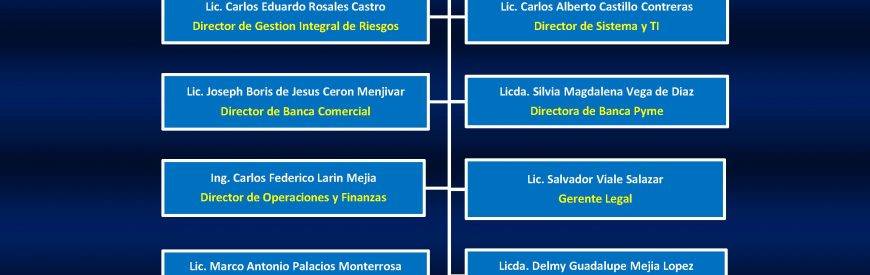 Lic. Carlos Eduardo Rosales Castro
Director de Gestion Integral de Riesgos
Lic. Carlos Alberto Castillo Contreras
Director de Sistema y TI
Lic. Joseph Boris de Jesus Ceron Menjivar
Director de Banca Comercial
Licda. Silvia Magdalena Vega de Diaz
Directora de Banca Pyme
Ing. Carlos Federico Larin Mejia
Director de Operaciones y Finanzas
Lic. Salvador Viale Salazar
Gerente Legal
Lic. Marco Antonio Palacios Monterrosa
Licda. Delmy Guadalupe Mejia Lopez